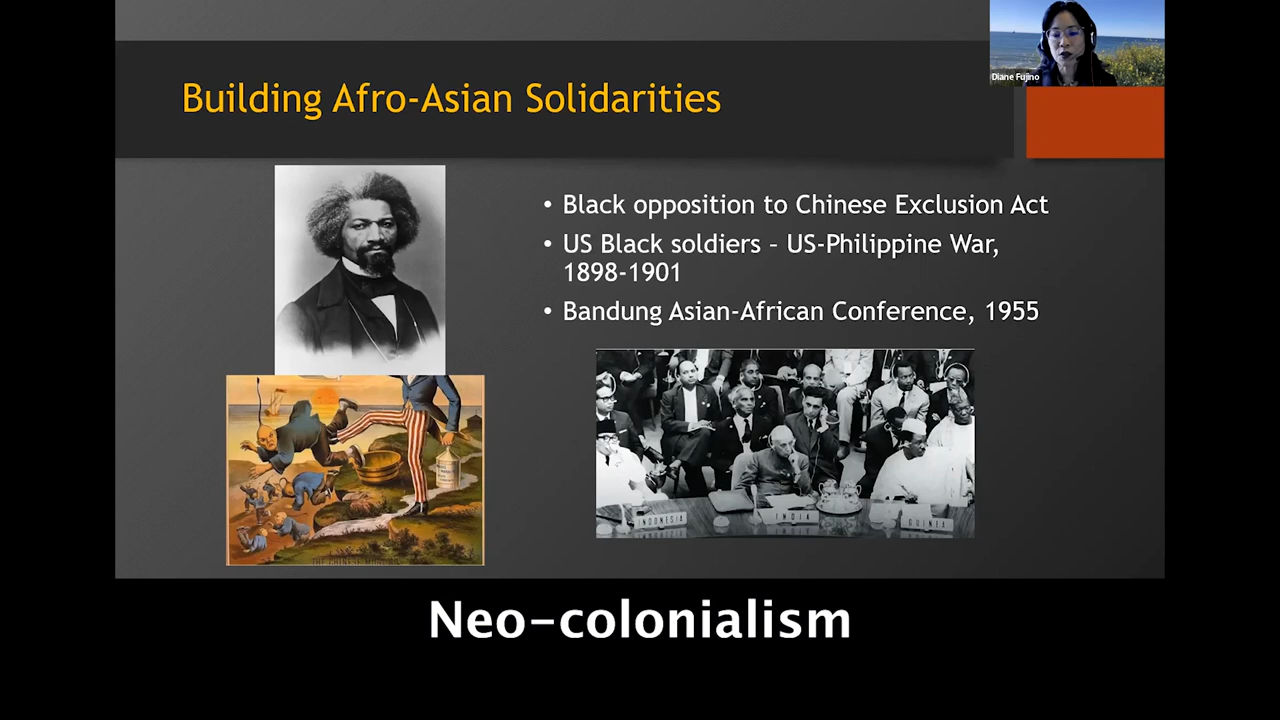 Diane Fujino
Building Afro-Asian Solidarities
• Black opposition to Chinese Exclusion Act
• US Black soldiers – US-Philippine War,
1898-1901
• Bandung Asian-African Conference, 1955
INDONESIA
INDIA
GUINEA
Neo-colonialism